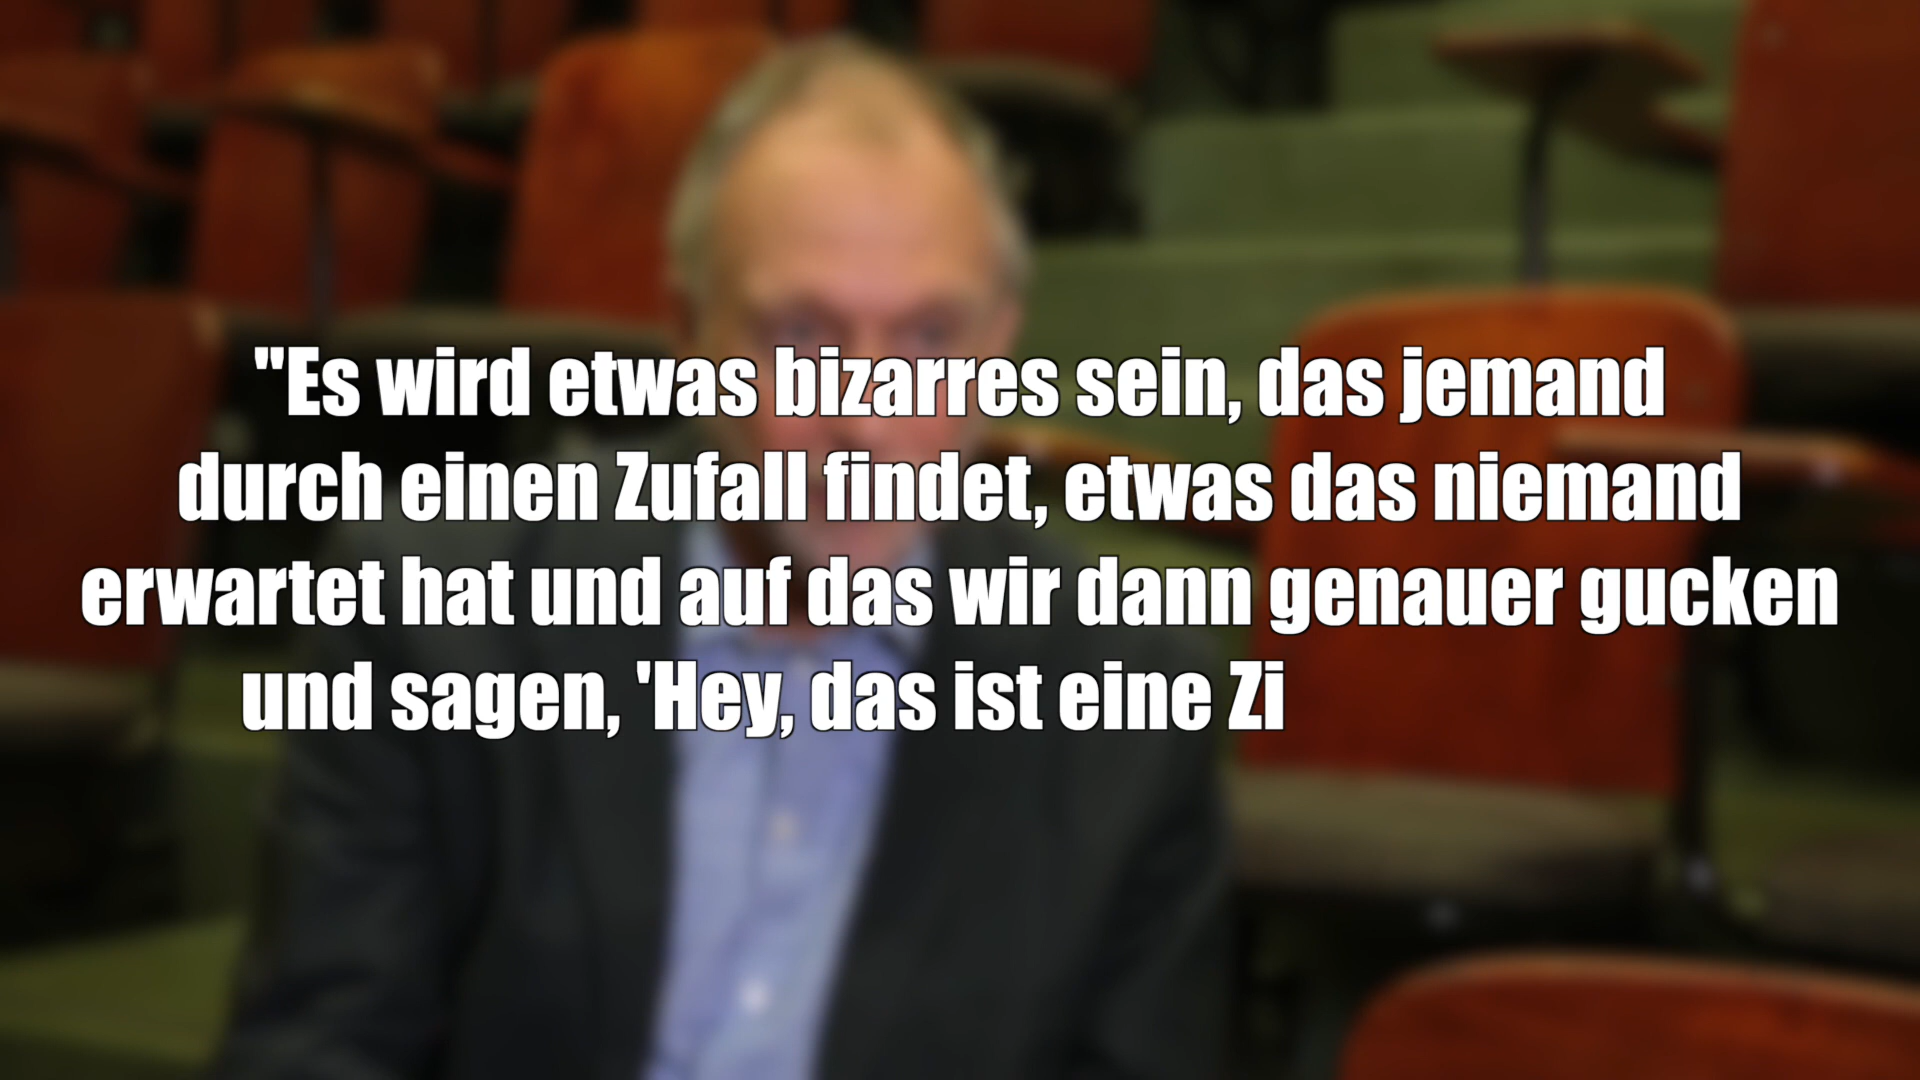 "Es wird etwas bizarres sein, das jemand
durch einen Zufall findet, etwas das niemand
erwartet hat und auf das wir dann genauer gucken
und sagen, 'Hey, das ist eine Zi